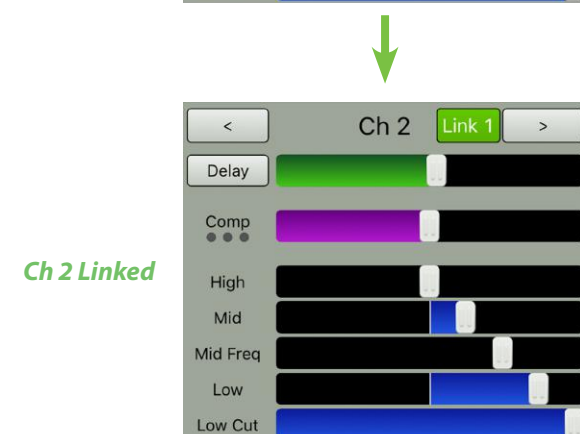 < Ch 2 Link 1 >
Delay
Comp
Ch 2 Linked
High
Mid
Mid Freq
Low
Low Cut